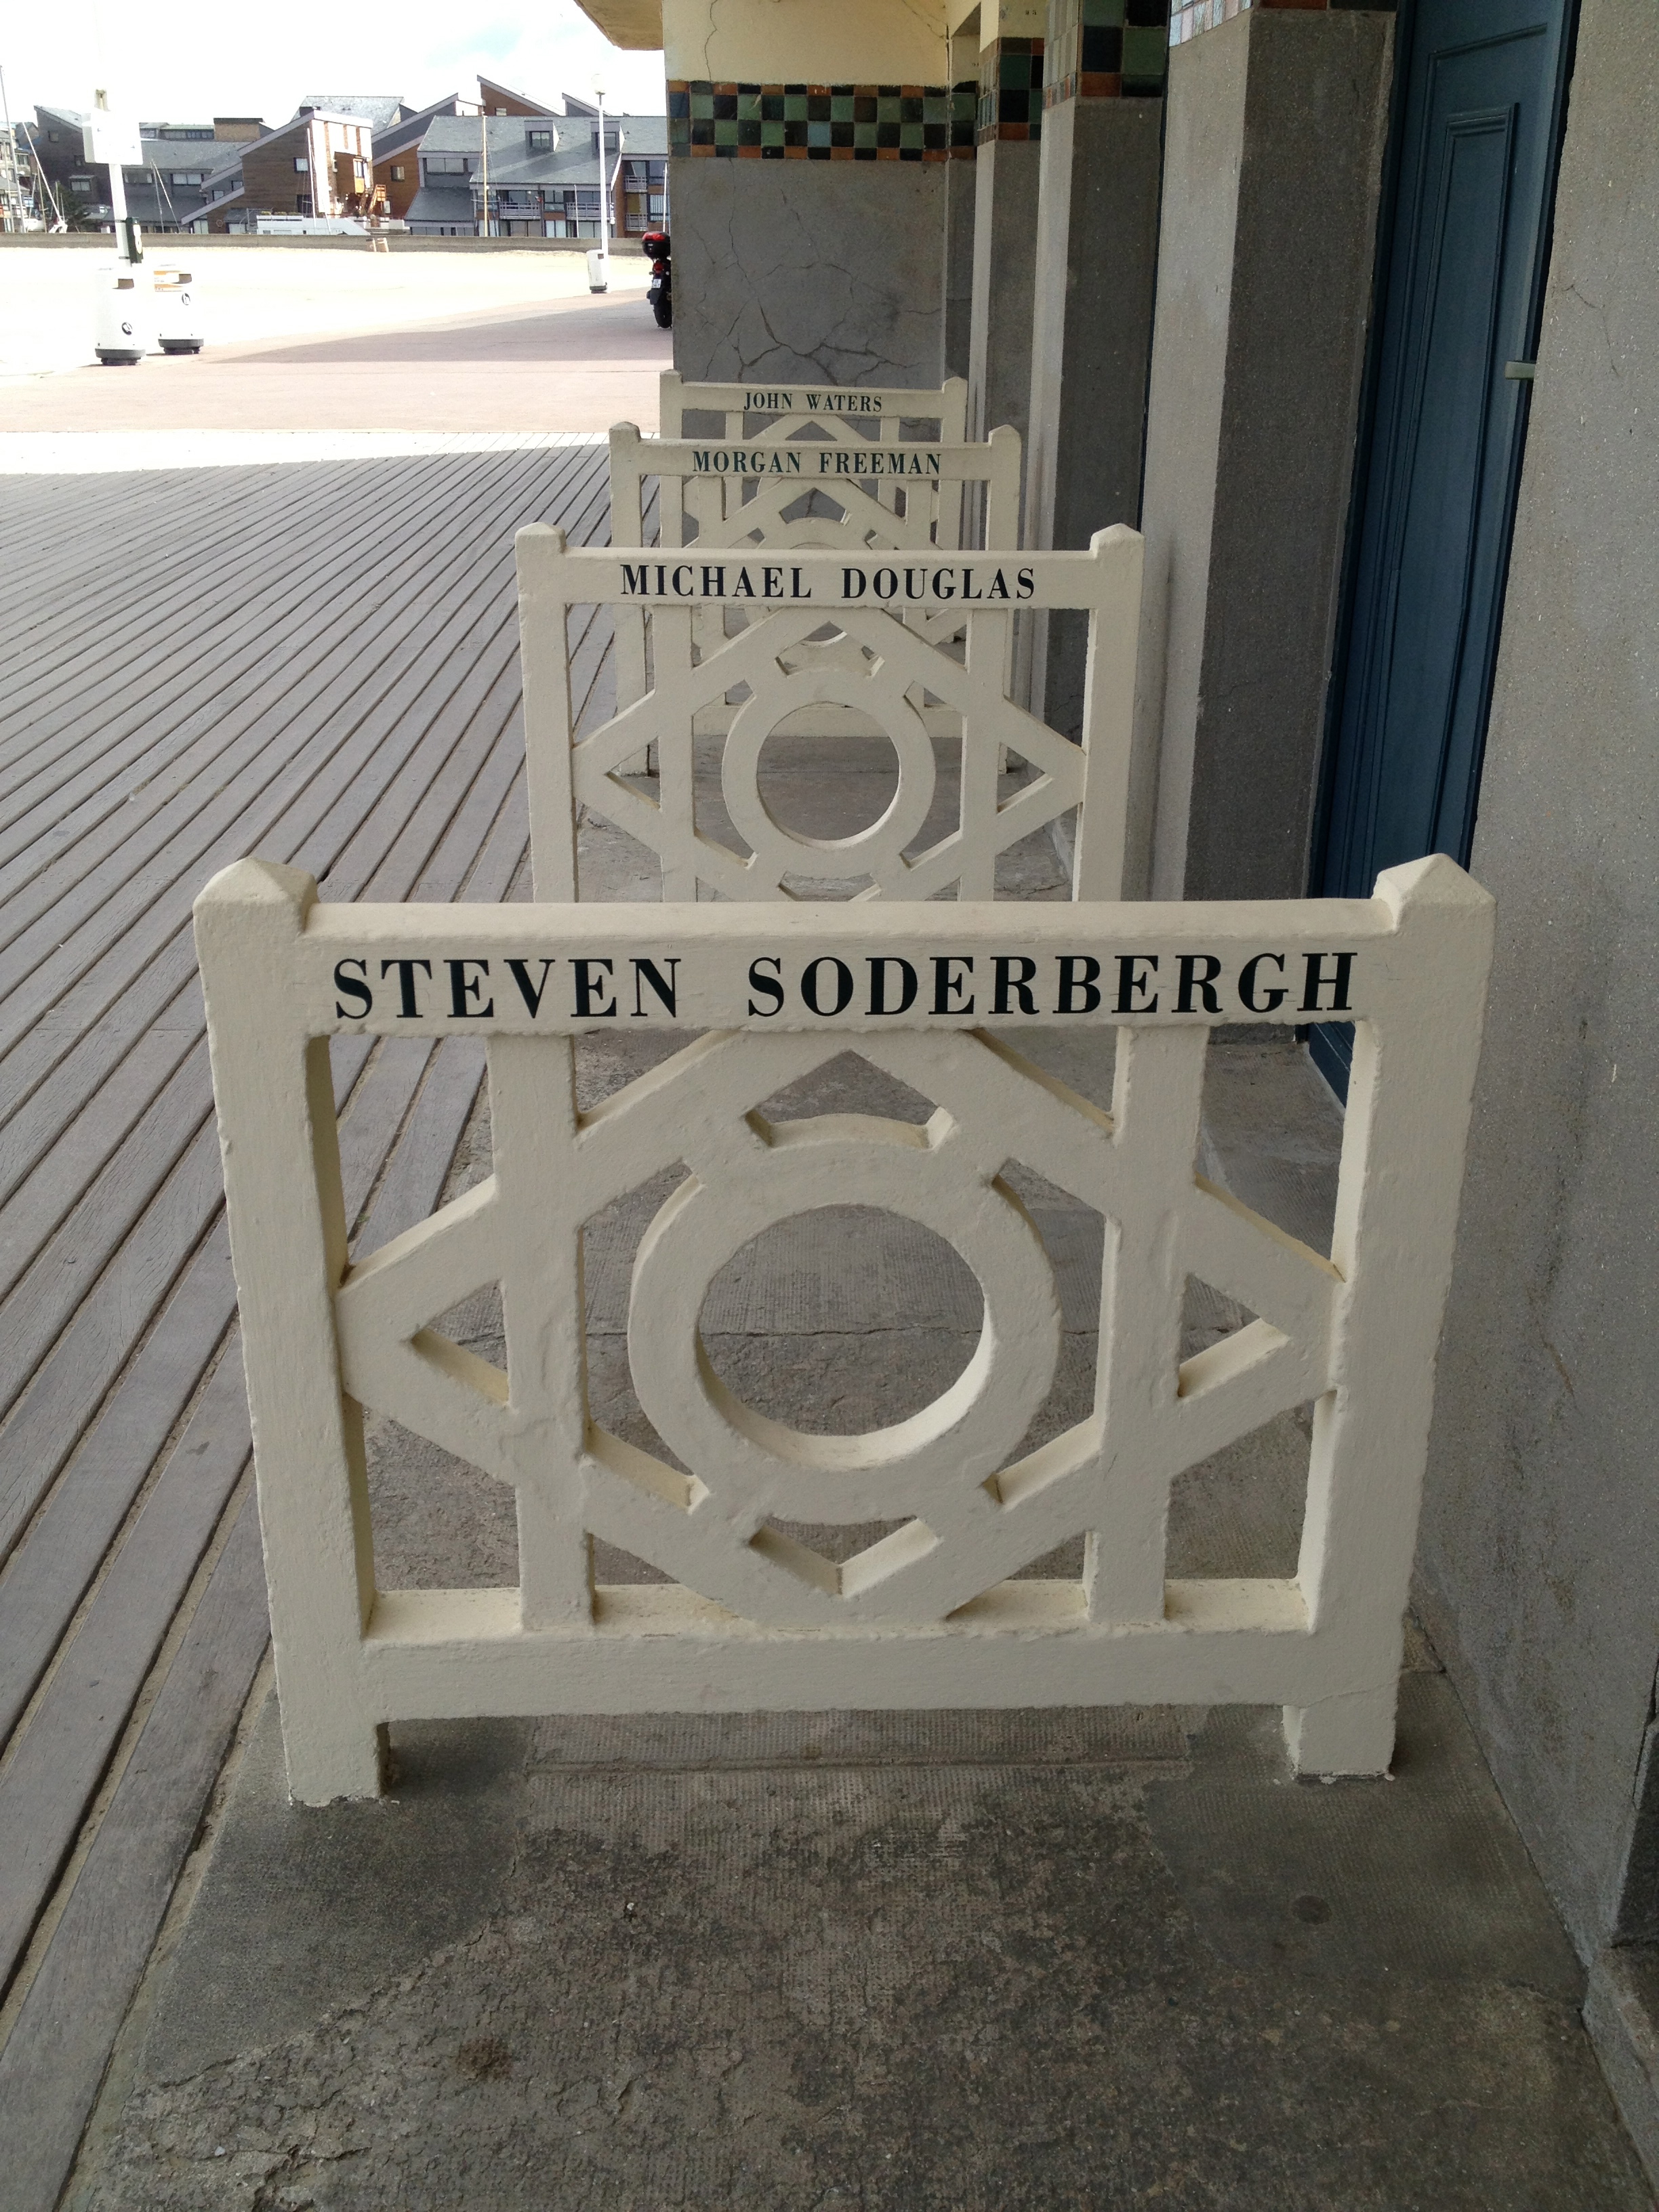 JOHN WATERS
MORGAN FREEMAN
MICHAEL DOUGLAS
STEVEN SODERBERGH